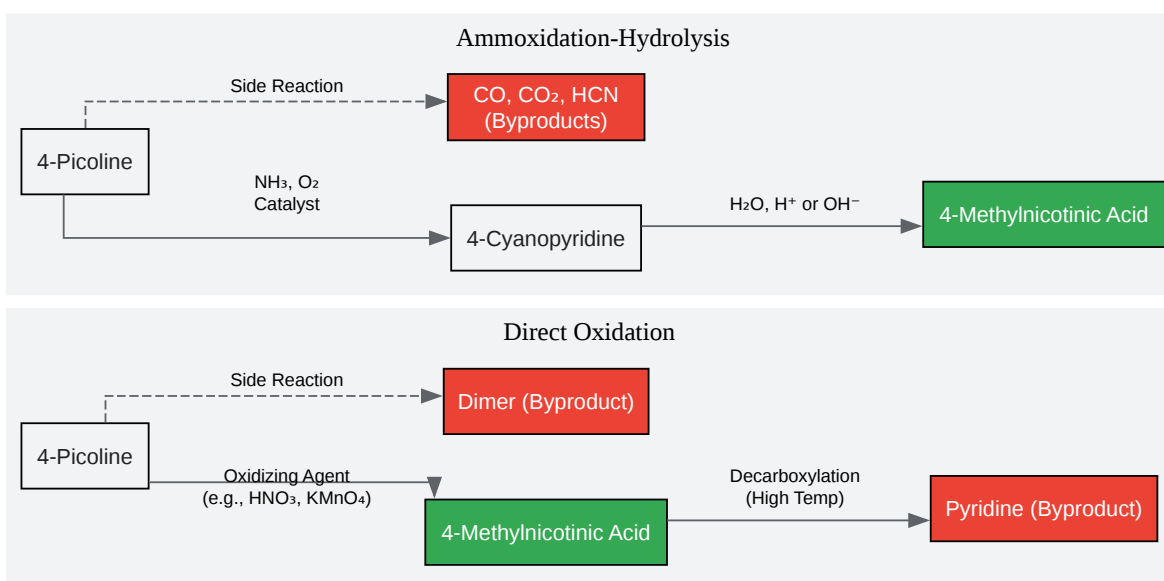 Ammoxidation-Hydrolysis
Side Reaction
CO, CO₂, HCN
(Byproducts)
4-Picoline
NH₃, O₂
Catalyst
4-Cyanopyridine
H₂O, H⁺ or OH⁻
4-Methylnicotinic Acid
Direct Oxidation
Side Reaction
Dimer (Byproduct)
4-Picoline
Oxidizing Agent
(e.g., HNO₃, KMnO₄)
4-Methylnicotinic Acid
Decarboxylation
(High Temp)
Pyridine (Byproduct)